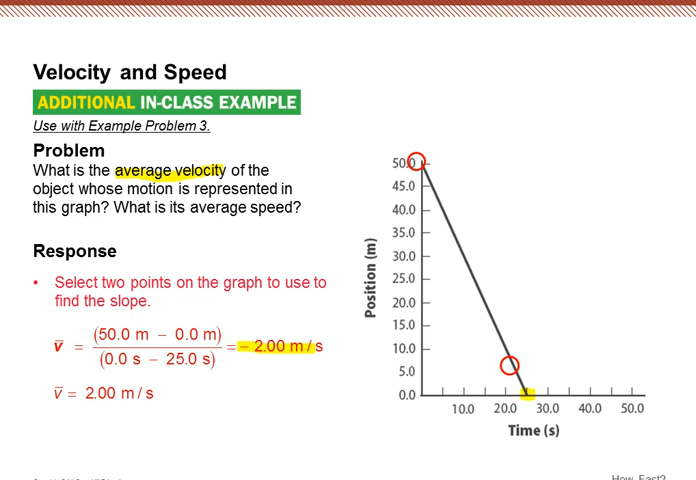 Velocity and Speed
ADDITIONAL IN-CLASS EXAMPLE
Use with Example Problem 3.
Problem
What is the average velocity of the
object whose motion is represented in
this graph? What is its average speed?
Response
• Select two points on the graph to use to
find the slope.
v̅ = (50.0 m − 0.0 m) / (0.0 s − 25.0 s) = − 2.00 m / s
v̅ = 2.00 m / s
Position (m)
50.0
45.0
40.0
35.0
30.0
25.0
20.0
15.0
10.0
5.0
0.0
10.0 20.0 30.0 40.0 50.0
Time (s)